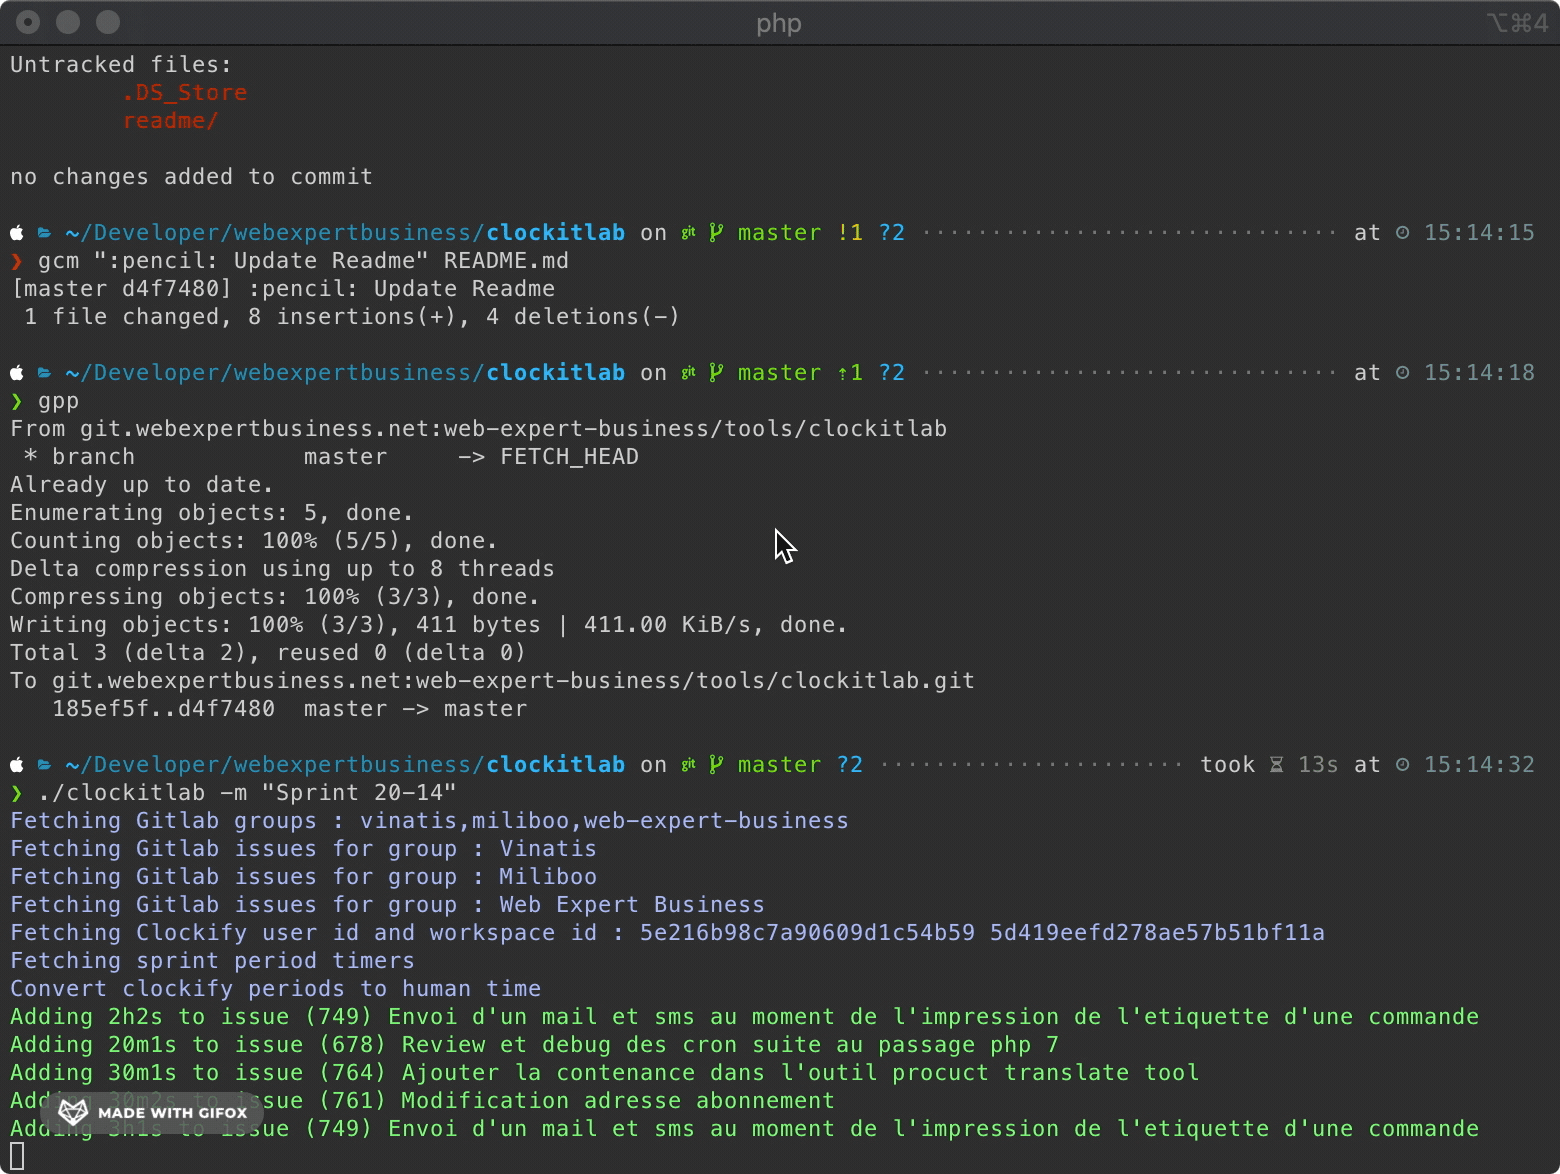 php
⌥⌘4
Untracked files:
.DS_Store
readme/
no changes added to commit
~/Developer/webexpertbusiness/clockitlab on git master !1 ?2 at 15:14:15
❯ gcm ":pencil: Update Readme" README.md
[master d4f7480] :pencil: Update Readme
1 file changed, 8 insertions(+), 4 deletions(-)
~/Developer/webexpertbusiness/clockitlab on git master ⇡1 ?2 at 15:14:18
❯ gpp
From git.webexpertbusiness.net:web-expert-business/tools/clockitlab
* branch master -> FETCH_HEAD
Already up to date.
Enumerating objects: 5, done.
Counting objects: 100% (5/5), done.
Delta compression using up to 8 threads
Compressing objects: 100% (3/3), done.
Writing objects: 100% (3/3), 411 bytes | 411.00 KiB/s, done.
Total 3 (delta 2), reused 0 (delta 0)
To git.webexpertbusiness.net:web-expert-business/tools/clockitlab.git
185ef5f..d4f7480 master -> master
~/Developer/webexpertbusiness/clockitlab on git master ?2 took 13s at 15:14:32
❯ ./clockitlab -m "Sprint 20-14"
Fetching Gitlab groups : vinatis,miliboo,web-expert-business
Fetching Gitlab issues for group : Vinatis
Fetching Gitlab issues for group : Miliboo
Fetching Gitlab issues for group : Web Expert Business
Fetching Clockify user id and workspace id : 5e216b98c7a90609d1c54b59 5d419eefd278ae57b51bf11a
Fetching sprint period timers
Convert clockify periods to human time
Adding 2h2s to issue (749) Envoi d'un mail et sms au moment de l'impression de l'etiquette d'une commande
Adding 20m1s to issue (678) Review et debug des cron suite au passage php 7
Adding 30m1s to issue (764) Ajouter la contenance dans l'outil procuct translate tool
Adding 30m2s to issue (761) Modification adresse abonnement
Adding 3h1s to issue (749) Envoi d'un mail et sms au moment de l'impression de l'etiquette d'une commande
MADE WITH GIFOX